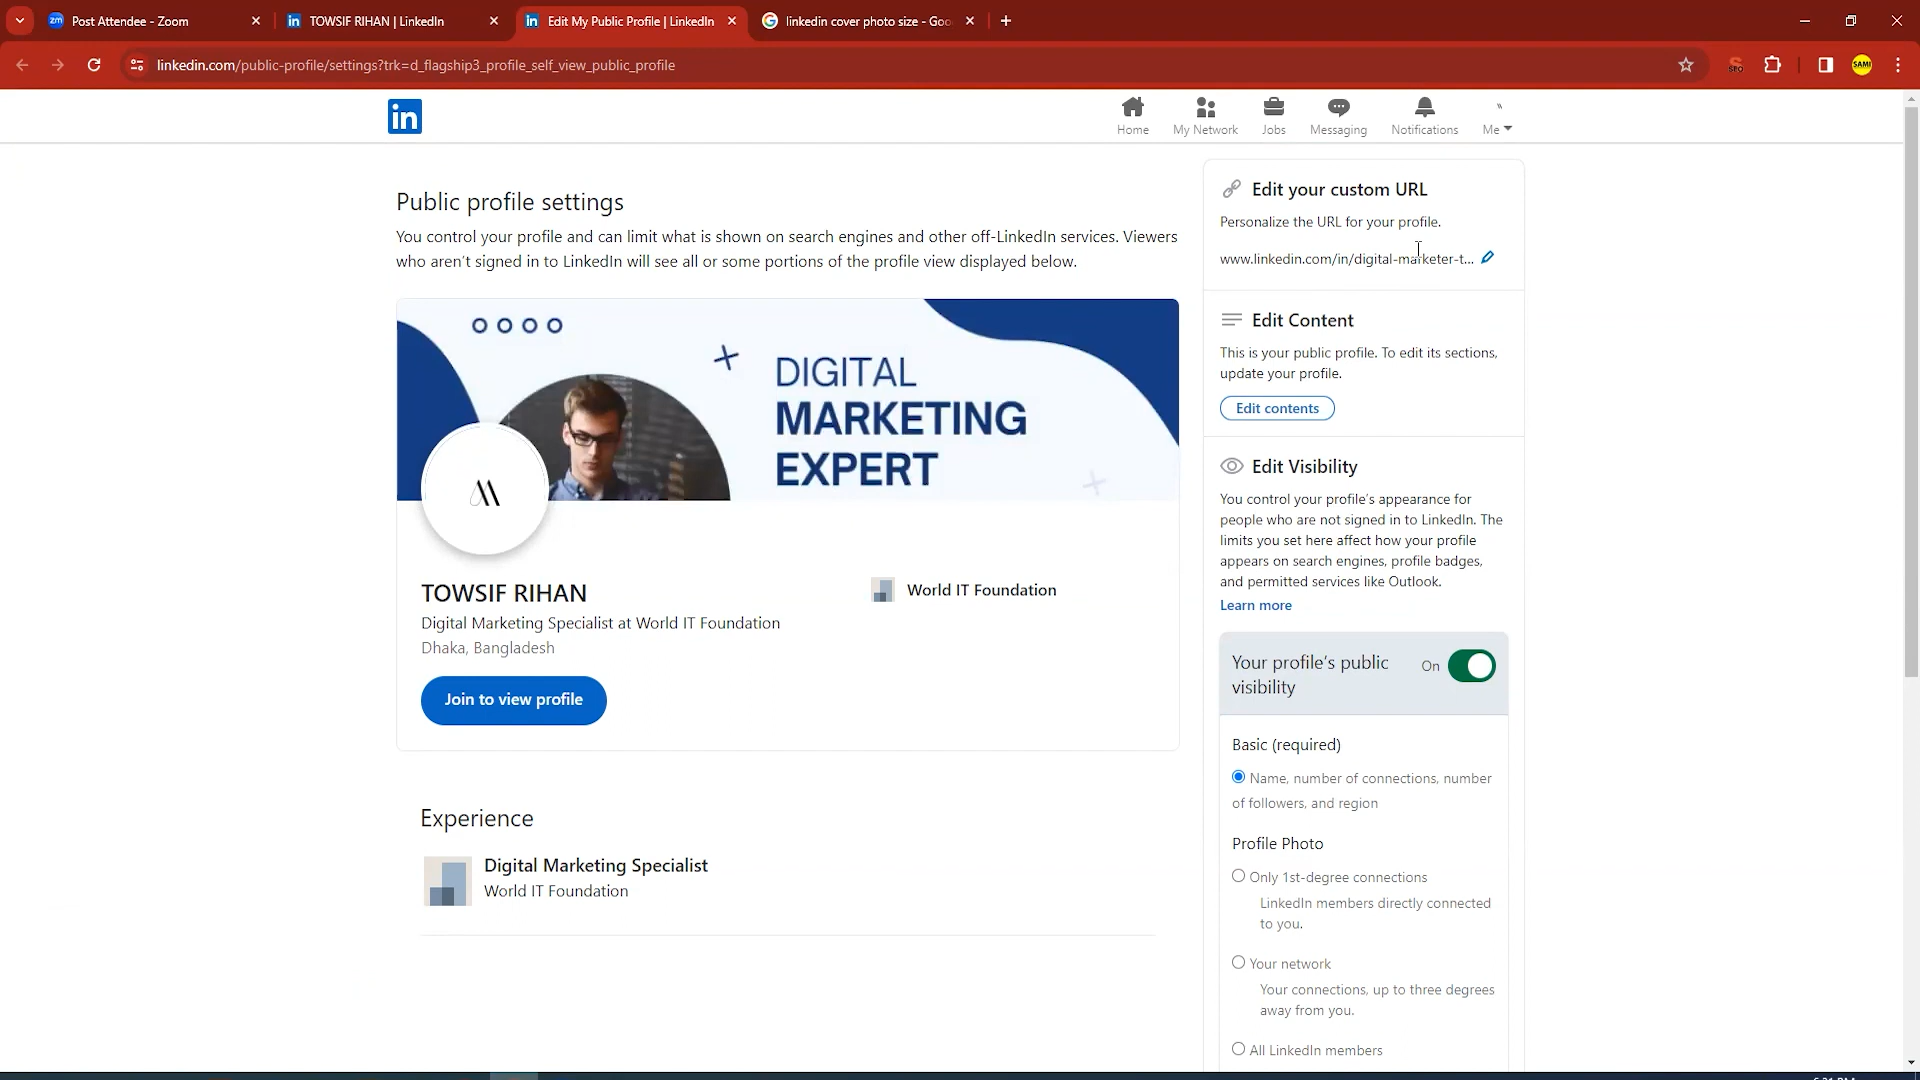 Post Attendee - Zoom
TOWSIF RIHAN | LinkedIn
Edit My Public Profile | LinkedIn
linkedin cover photo size - Goo
linkedin.com/public-profile/settings?trk=d_flagship3_profile_self_view_public_profile
SAMI
in
Home
My Network
Jobs
Messaging
Notifications
Me
Public profile settings
You control your profile and can limit what is shown on search engines and other off-LinkedIn services. Viewers
who aren't signed in to LinkedIn will see all or some portions of the profile view displayed below.
DIGITAL
MARKETING
EXPERT
TOWSIF RIHAN
Digital Marketing Specialist at World IT Foundation
Dhaka, Bangladesh
World IT Foundation
Join to view profile
Experience
Digital Marketing Specialist
World IT Foundation
Edit your custom URL
Personalize the URL for your profile.
www.linkedin.com/in/digital-marketer-t...
Edit Content
This is your public profile. To edit its sections,
update your profile.
Edit contents
Edit Visibility
You control your profile's appearance for
people who are not signed in to LinkedIn. The
limits you set here affect how your profile
appears on search engines, profile badges,
and permitted services like Outlook.
Learn more
Your profile's public
visibility
On
Basic (required)
Name, number of connections, number
of followers, and region
Profile Photo
Only 1st-degree connections
LinkedIn members directly connected
to you.
Your network
Your connections, up to three degrees
away from you.
All LinkedIn members